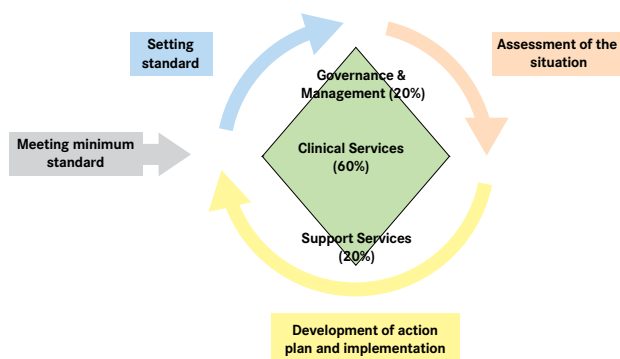 Setting
standard
Assessment of the
situation
Governance &
Management (20%)
Meeting minimum
standard
Clinical Services
(60%)
Support Services
(20%)
Development of action
plan and implementation